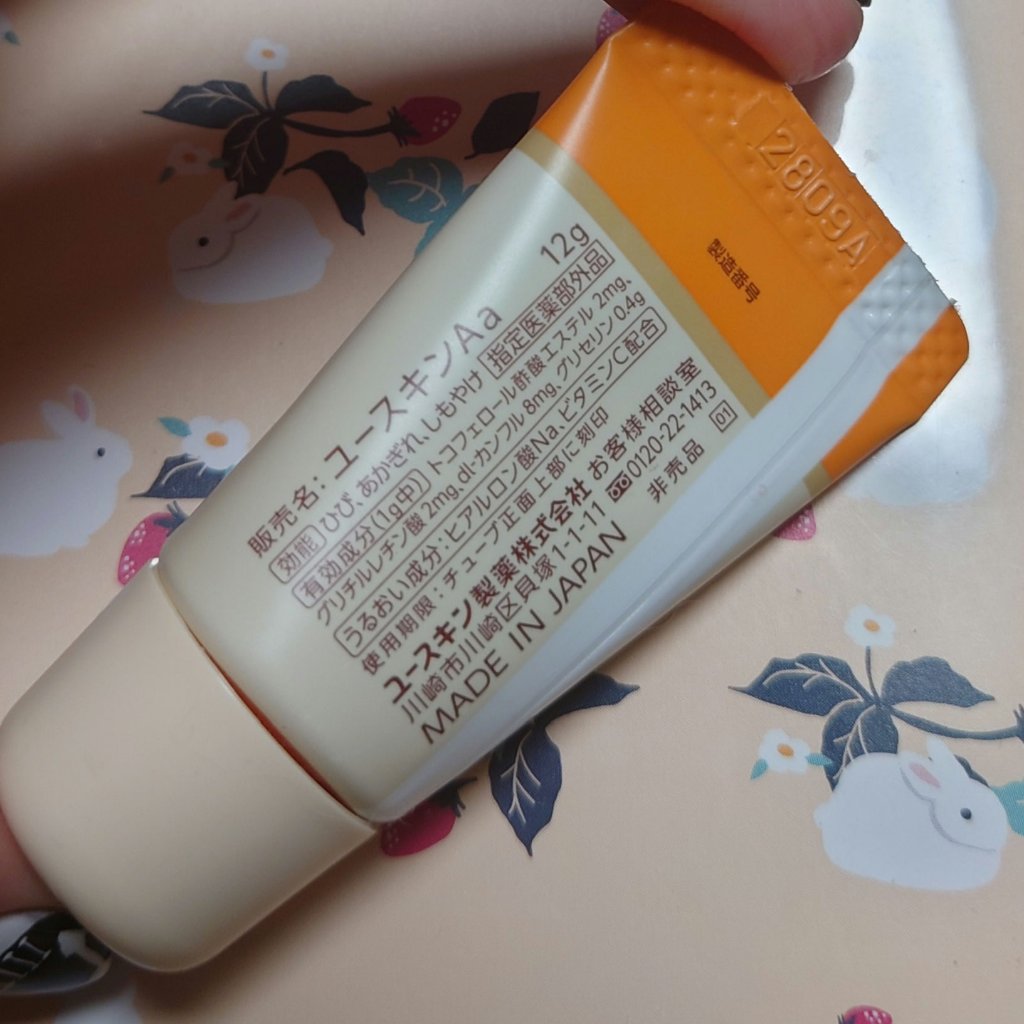 2809A
製造番号
12g
販売名:ユースキンAa 指定医薬部外品
効能 ひび、あかぎれ、しもやけ
有効成分(1g中) トコフェロール酢酸エステル 2mg、
グリチルレチン酸 2mg、dl-カンフル 8mg、グリセリン 0.4g
うるおい成分:ヒアルロン酸Na、ビタミンC配合
使用期限:チューブ正面上部に刻印
ユースキン製薬株式会社 お客様相談室
川崎市川崎区貝塚1-1-11 0120-22-1413
MADE IN JAPAN 非売品 01